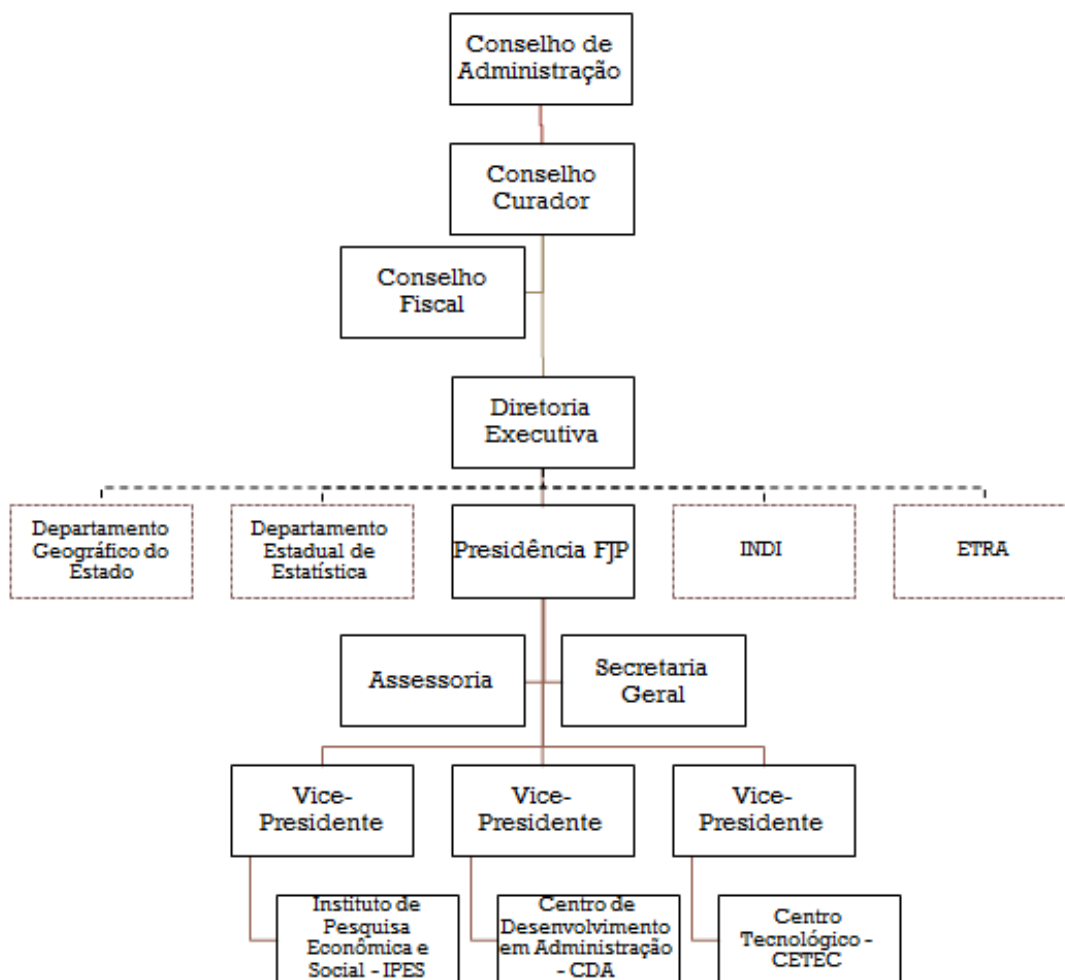 Conselho de
Administração
Conselho
Curador
Conselho
Fiscal
Diretoria
Executiva
Departamento
Geográfico do
Estado
Departamento
Estadual de
Estatística
Presidência FJP
INDI
ETRA
Assessoria
Secretaria
Geral
Vice-
Presidente
Vice-
Presidente
Vice-
Presidente
Instituto de
Pesquisa
Econômica e
Social - IPES
Centro de
Desenvolvimento
em Administração
- CDA
Centro
Tecnológico -
CETEC